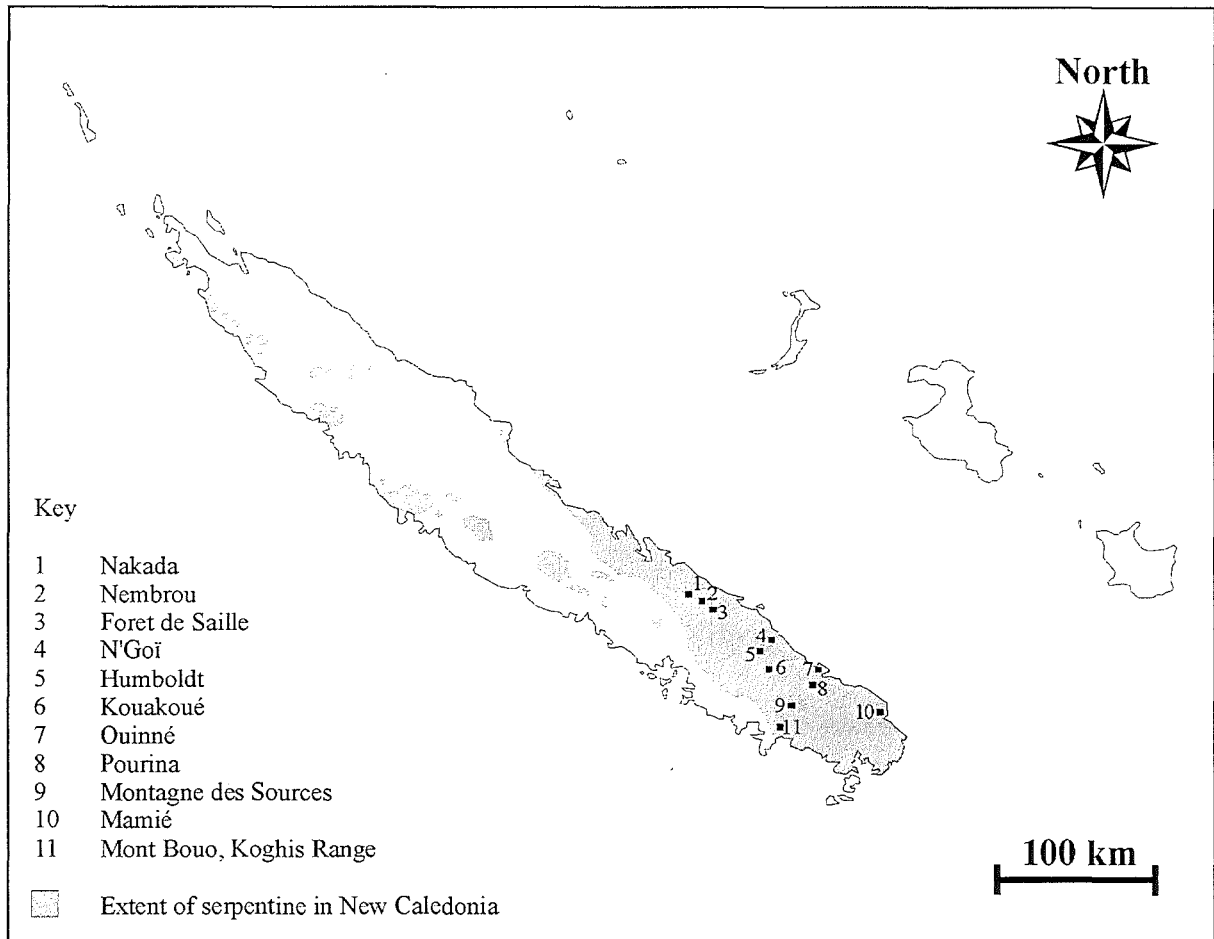 North
Key
1 Nakada
2 Nembrou
3 Foret de Saille
4 N'Goï
5 Humboldt
6 Kouakoué
7 Ouinné
8 Pourina
9 Montagne des Sources
10 Mamié
11 Mont Bouo, Koghis Range
Extent of serpentine in New Caledonia
1
2
3
4
5
6
7
8
9
10
11
100 km